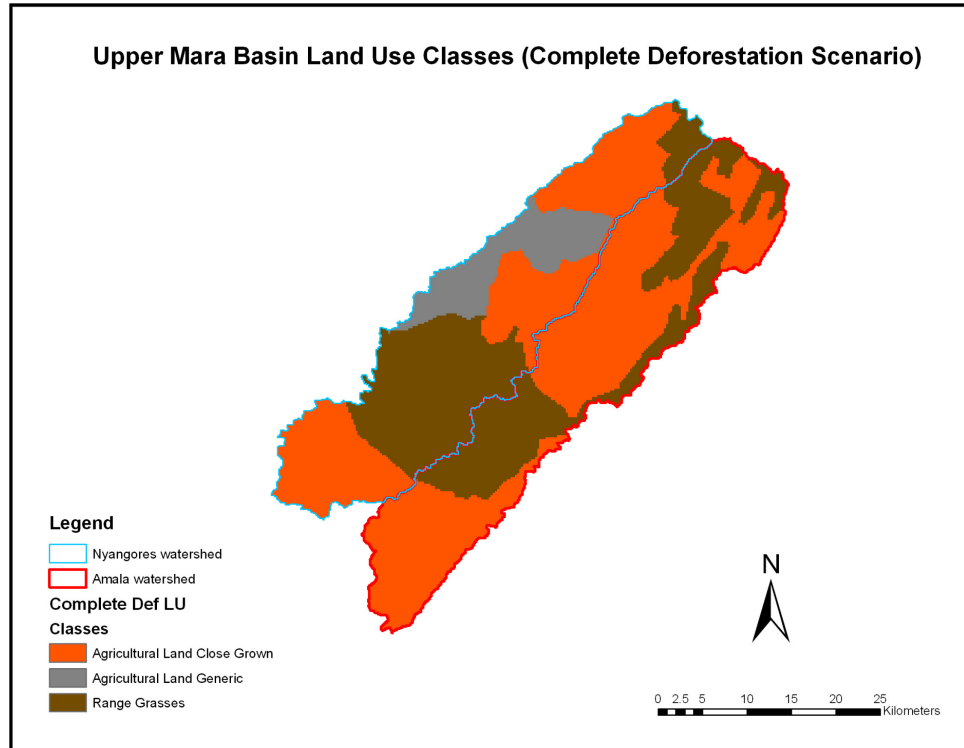 Upper Mara Basin Land Use Classes (Complete Deforestation Scenario)
Legend
Nyangores watershed
Amala watershed
Complete Def LU
Classes
Agricultural Land Close Grown
Agricultural Land Generic
Range Grasses
N
0 2.5 5 10 15 20 25
Kilometers